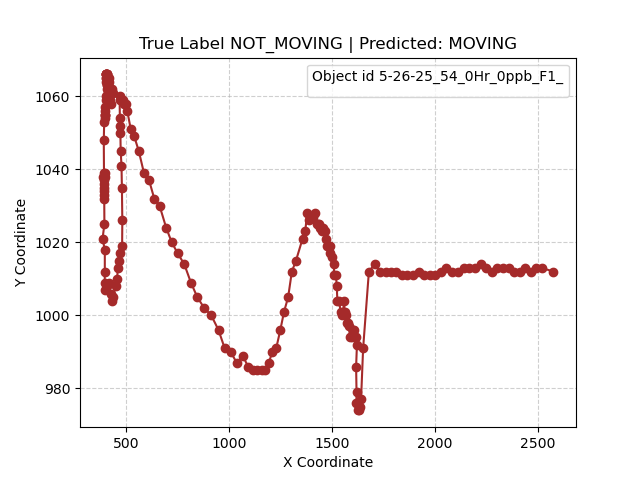 True Label NOT_MOVING | Predicted: MOVING
Object id 5-26-25_54_0Hr_0ppb_F1_
1060
1040
1020
1000
980
Y Coordinate
500 1000 1500 2000 2500
X Coordinate